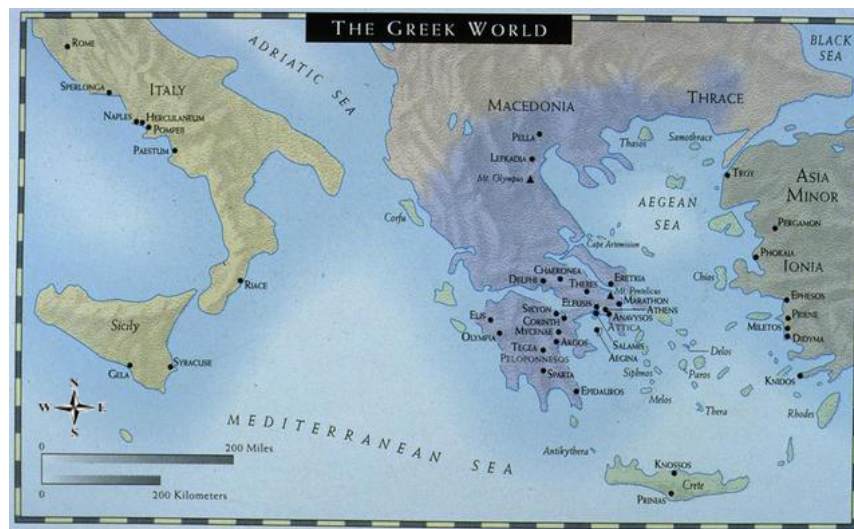 THE GREEK WORLD
ROME
ADRIATIC SEA
BLACK SEA
SPERLONGA
ITALY
MACEDONIA
THRACE
NAPLES
HERCULANEUM
POMPEII
PAESTUM
PELLA
LEFKADIA
Mt. Olympus
Thasos
Samothrace
TROY
ASIA MINOR
AEGEAN SEA
Corfu
PERGAMON
Cape Artemision
PHOKAIA
IONIA
RIACE
CHAERONEA
DELPHI
THEBES
ERETRIA
Mt. Pentelicus
MARATHON
Chios
ELEUSIS
ATHENS
EPHESOS
Sicily
ELIS
SICYON
CORINTH
ANAVYSOS
ATTICA
PRIENE
MILETOS
OLYMPIA
MYCENAE
ARGOS
SALAMIS
DIDYMA
TEGEA
PELOPONNESOS
AEGINA
Delos
SYRACUSE
GELA
SPARTA
Siphnos
Paros
KNIDOS
EPIDAUROS
Melos
Thera
Rhodes
N
W E
S
MEDITERRANEAN SEA
Antikythera
200 Miles
200 Kilometers
KNOSSOS
Crete
PRINIAS